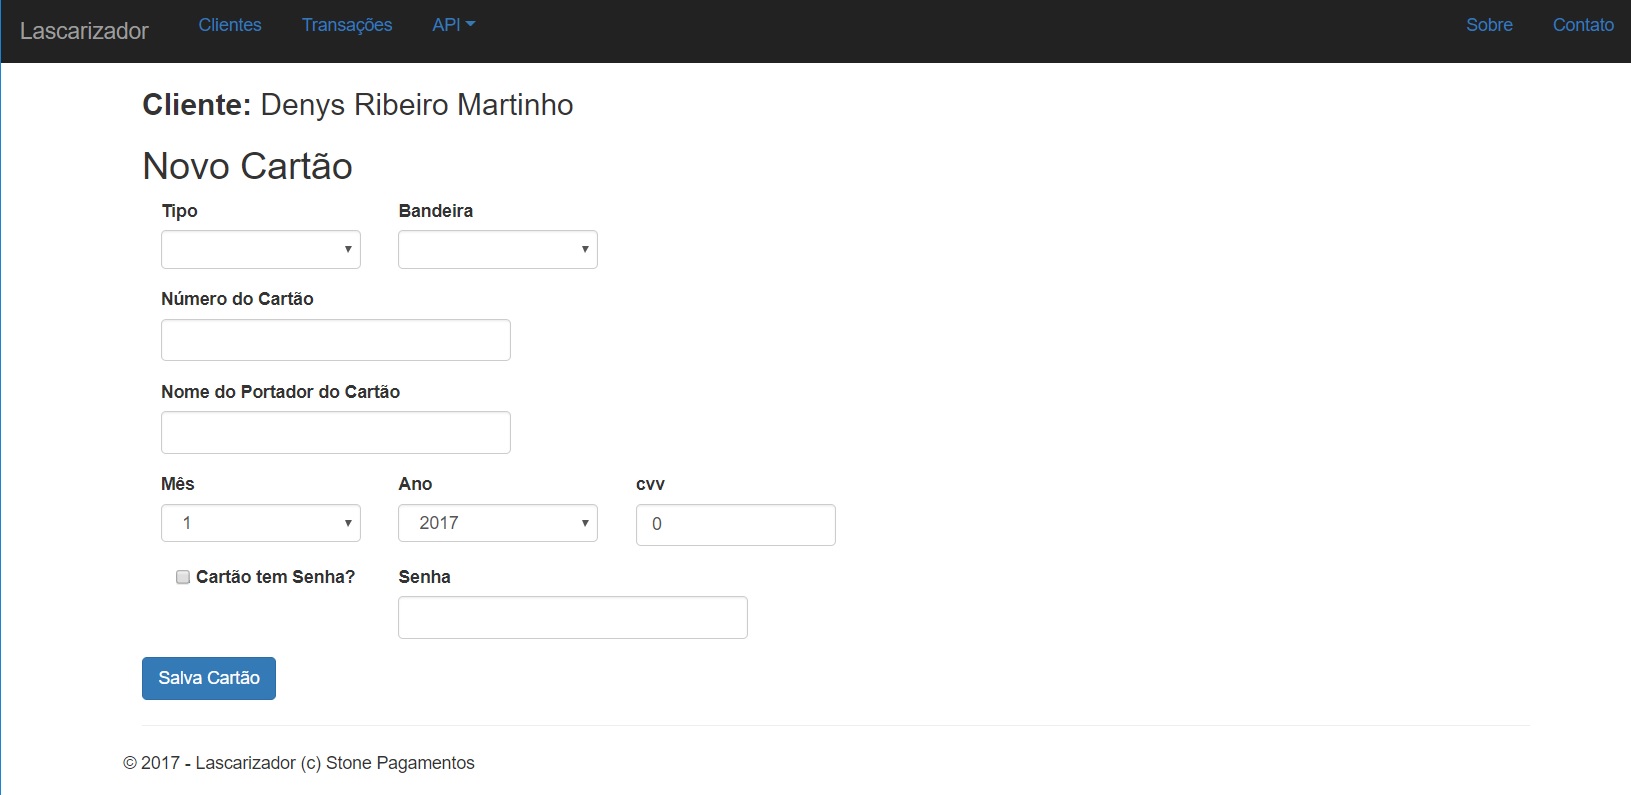 Lascarizador Clientes Transações API Sobre Contato
Cliente: Denys Ribeiro Martinho
Novo Cartão
Tipo Bandeira
Número do Cartão
Nome do Portador do Cartão
Mês Ano cvv
1 2017 0
Cartão tem Senha? Senha
Salva Cartão
© 2017 - Lascarizador (c) Stone Pagamentos